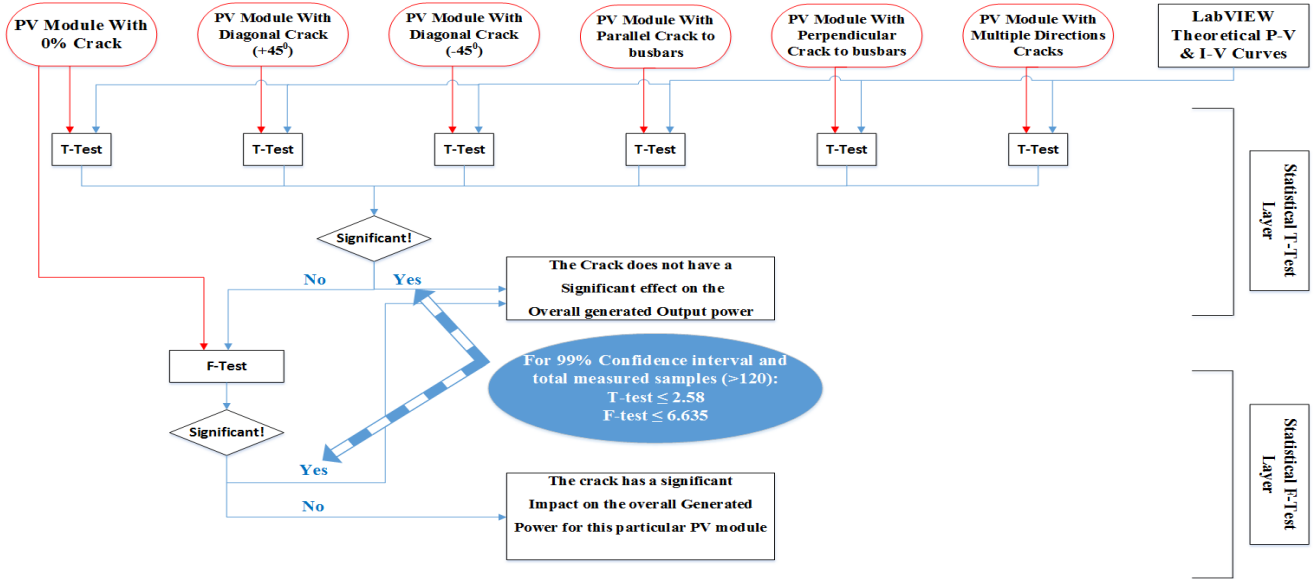 PV Module With
0% Crack
PV Module With
Diagonal Crack
(+45⁰)
PV Module With
Diagonal Crack
(-45⁰)
PV Module With
Parallel Crack to
busbars
PV Module With
Perpendicular
Crack to busbars
PV Module With
Multiple Directions
Cracks
LabVIEW
Theoretical P-V
& I-V Curves
T-Test
T-Test
T-Test
T-Test
T-Test
T-Test
Statistical T-Test
Layer
Significant!
No
Yes
The Crack does not have a
Significant effect on the
Overall generated Output power
F-Test
For 99% Confidence interval and
total measured samples (>120):
T-test ≤ 2.58
F-test ≤ 6.635
Significant!
Yes
No
The crack has a significant
Impact on the overall Generated
Power for this particular PV module
Statistical F-Test
Layer